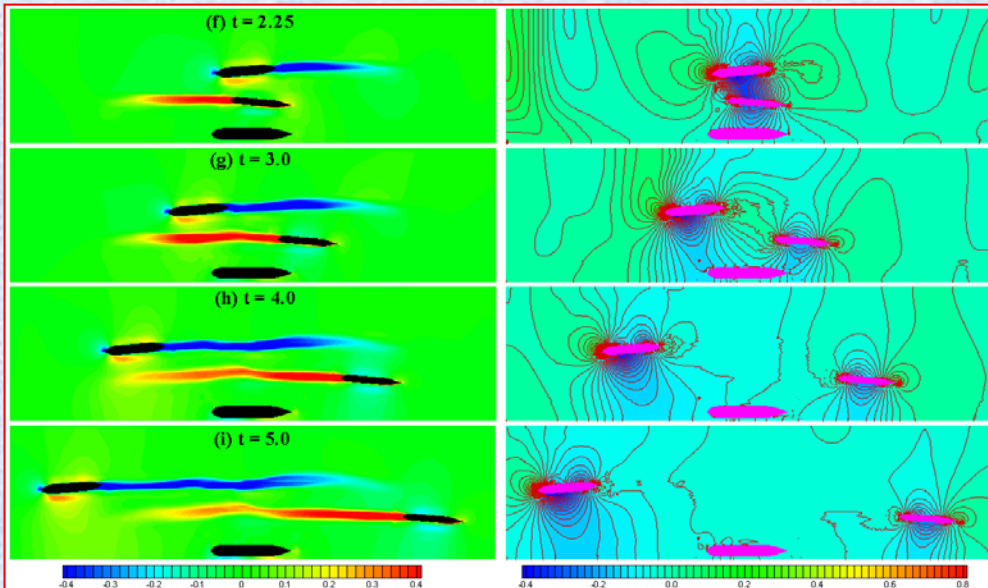 (f) t = 2.25
(g) t = 3.0
(h) t = 4.0
(i) t = 5.0
-0.4 -0.3 -0.2 -0.1 0 0.1 0.2 0.3 0.4
-0.4 -0.2 0.0 0.2 0.4 0.6 0.8